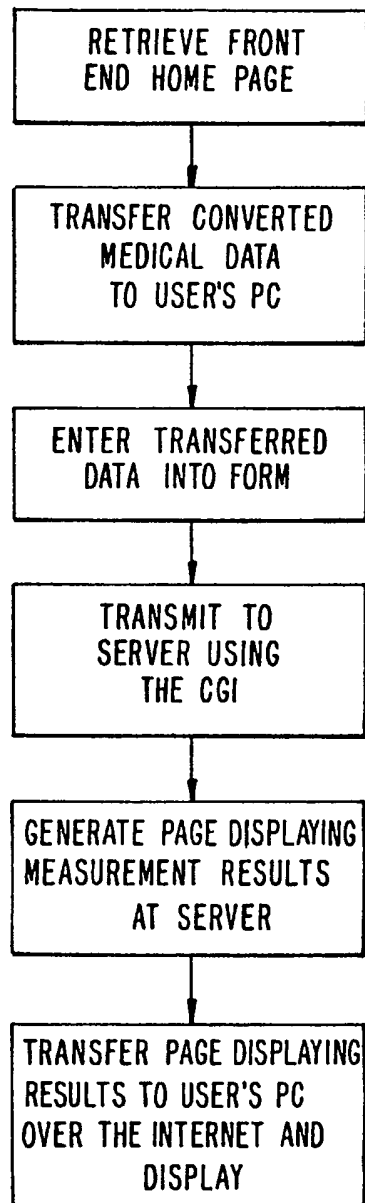 RETRIEVE FRONT
END HOME PAGE
TRANSFER CONVERTED
MEDICAL DATA
TO USER'S PC
ENTER TRANSFERRED
DATA INTO FORM
TRANSMIT TO
SERVER USING
THE CGI
GENERATE PAGE DISPLAYING
MEASUREMENT RESULTS
AT SERVER
TRANSFER PAGE DISPLAYING
RESULTS TO USER'S PC
OVER THE INTERNET AND
DISPLAY